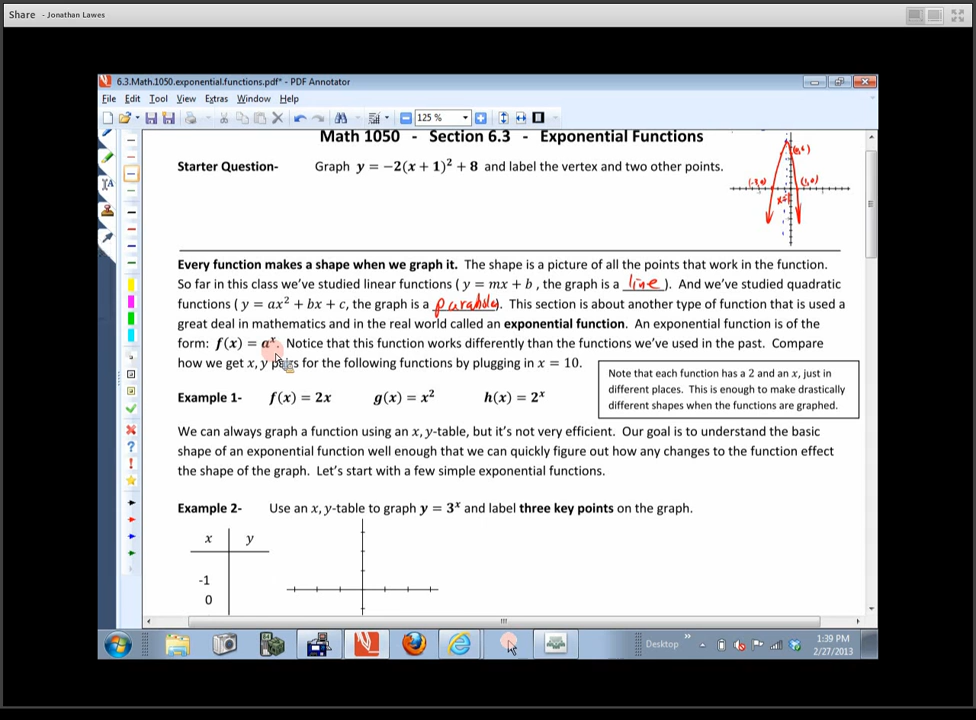 Share - Jonathan Lawes
6.3.Math.1050.exponential.functions.pdf* - PDF Annotator
File Edit Tool View Extras Window Help
125 %
Math 1050 - Section 6.3 - Exponential Functions
Starter Question- Graph y = −2(x + 1)² + 8 and label the vertex and two other points.
Every function makes a shape when we graph it. The shape is a picture of all the points that work in the function.
So far in this class we've studied linear functions ( y = mx + b , the graph is a line ). And we've studied quadratic
functions ( y = ax² + bx + c, the graph is a parabola). This section is about another type of function that is used a
great deal in mathematics and in the real world called an exponential function. An exponential function is of the
form: f(x) = aˣ. Notice that this function works differently than the functions we've used in the past. Compare
how we get x, y pairs for the following functions by plugging in x = 10.
Note that each function has a 2 and an x, just in
different places. This is enough to make drastically
different shapes when the functions are graphed.
Example 1- f(x) = 2x g(x) = x² h(x) = 2ˣ
We can always graph a function using an x, y-table, but it's not very efficient. Our goal is to understand the basic
shape of an exponential function well enough that we can quickly figure out how any changes to the function effect
the shape of the graph. Let's start with a few simple exponential functions.
Example 2- Use an x, y-table to graph y = 3ˣ and label three key points on the graph.
x y
-1
0
Desktop
1:39 PM
2/27/2013